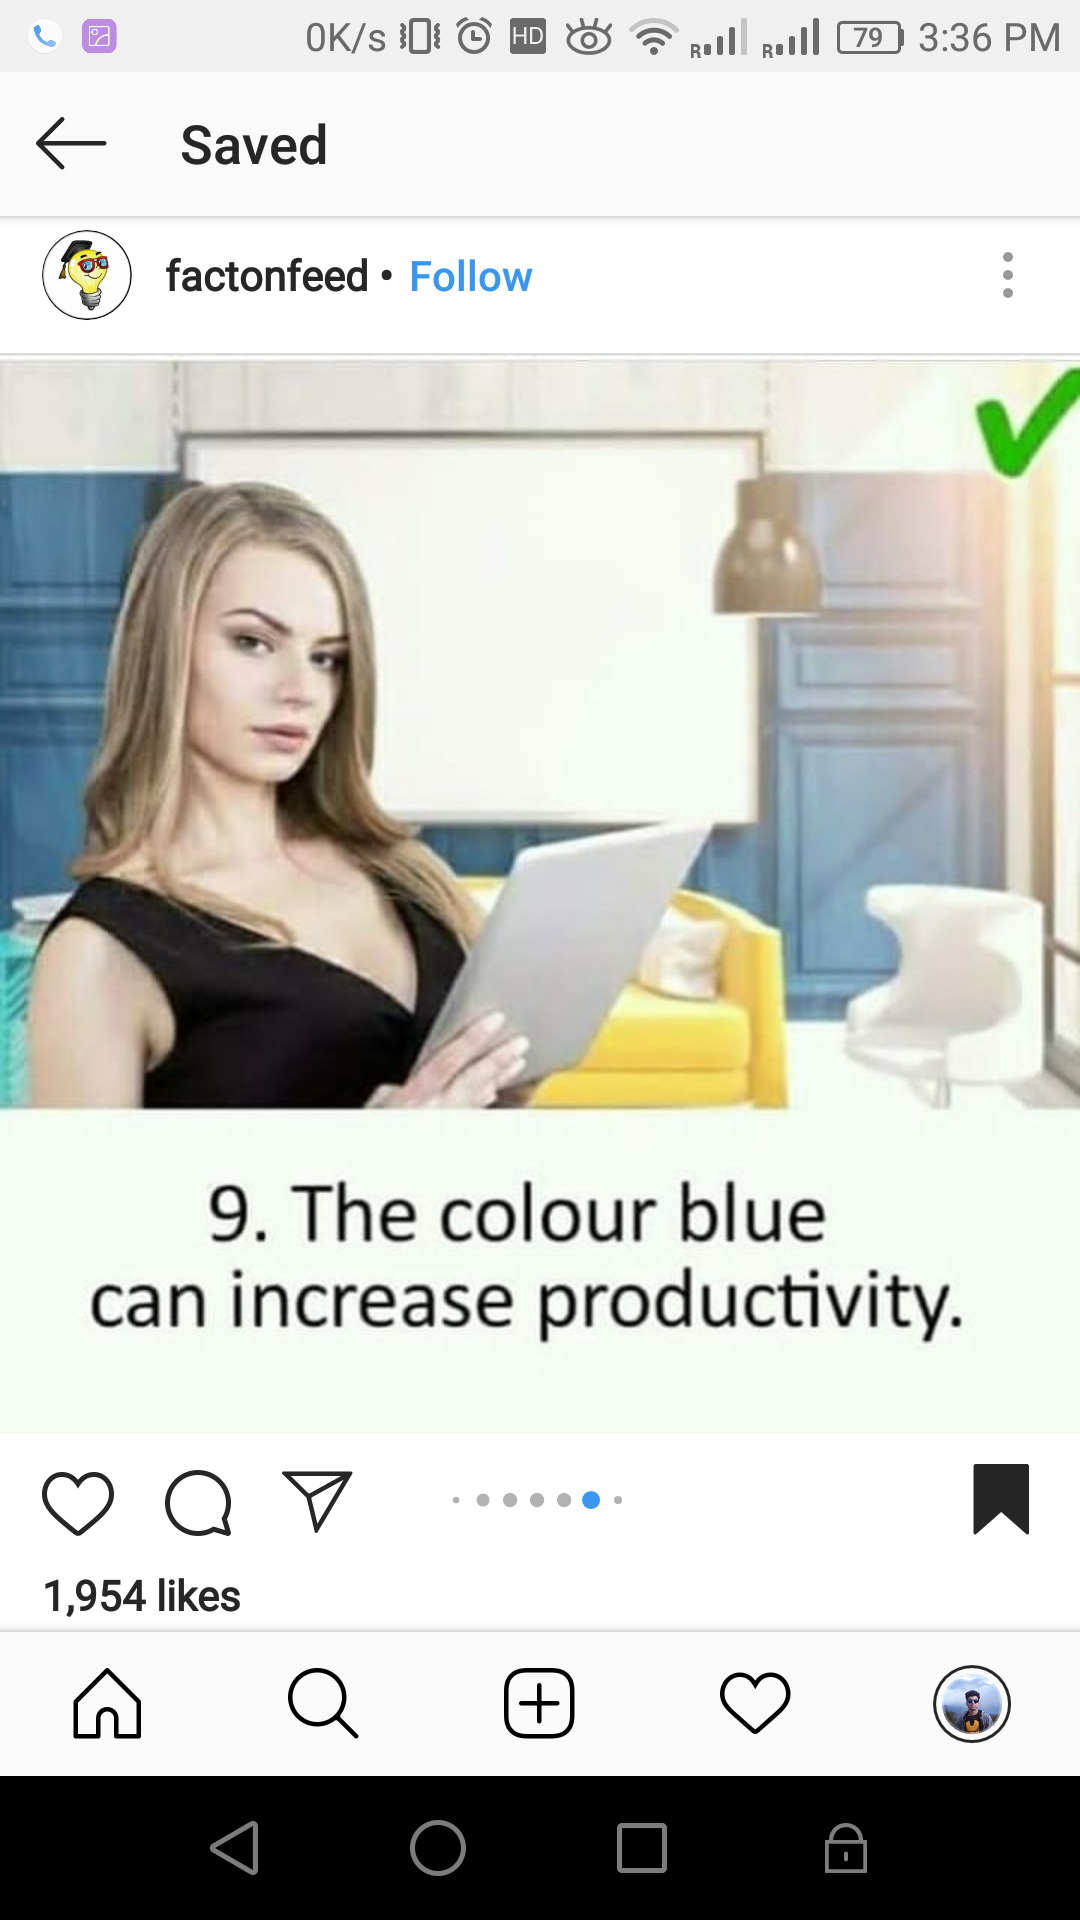 0K/s HD R R 79 3:36 PM
Saved
factonfeed • Follow
9. The colour blue
can increase productivity.
1,954 likes